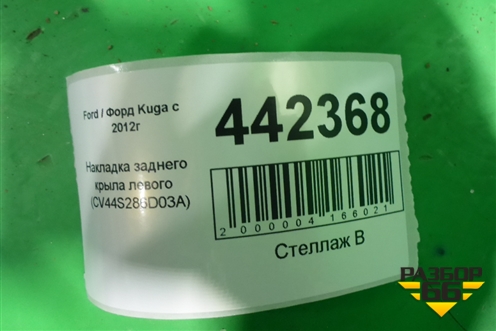 Ford / Форд Kuga с
2012г
Накладка заднего
крыла левого
(CV44S286D03A)
442368
2000004166021
Стеллаж В
РАЗБОР
66